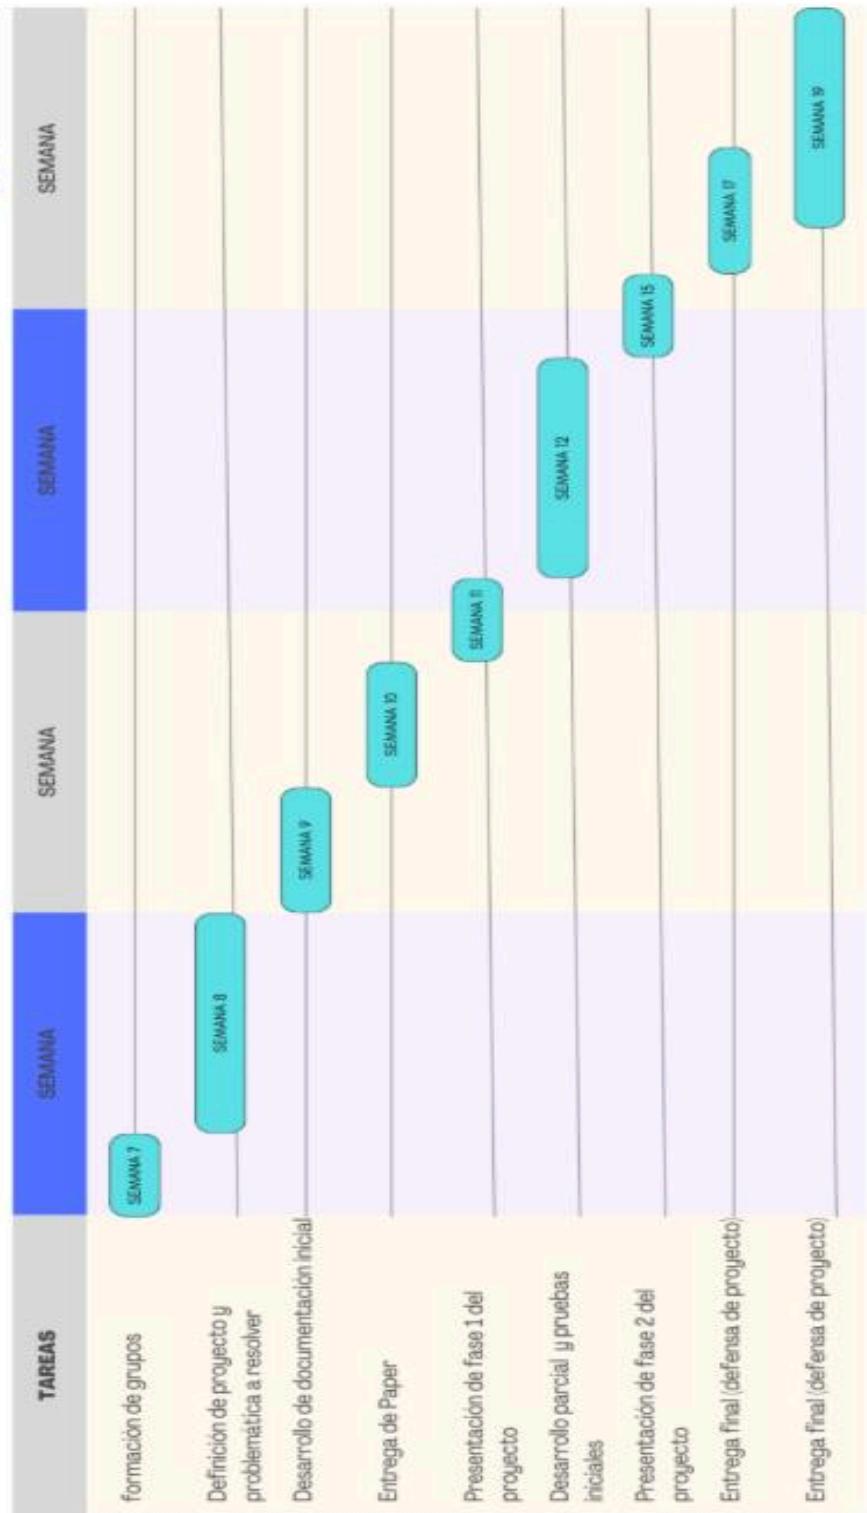 TAREAS
SEMANA
SEMANA
SEMANA
SEMANA
formación de grupos
SEMANA 7
Definición de proyecto y
problemática a resolver
SEMANA 8
Desarrollo de documentación inicial
SEMANA 9
Entrega de Paper
SEMANA 10
Presentación de fase 1 del
proyecto
SEMANA 11
Desarrollo parcial y pruebas
iniciales
SEMANA 12
Presentación de fase 2 del
proyecto
SEMANA 15
Entrega final (defensa de proyecto)
SEMANA 17
Entrega final (defensa de proyecto)
SEMANA 19